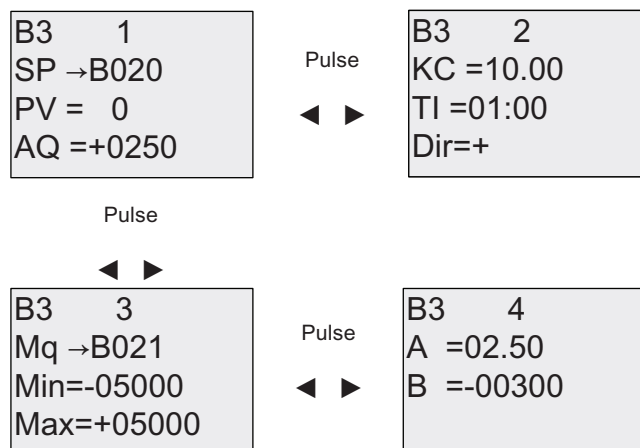 B3 1
SP →B020
PV = 0
AQ =+0250
Pulse
◄ ►
B3 2
KC =10.00
TI =01:00
Dir=+
Pulse
◄ ►
B3 3
Mq →B021
Min=-05000
Max=+05000
Pulse
◄ ►
B3 4
A =02.50
B =-00300